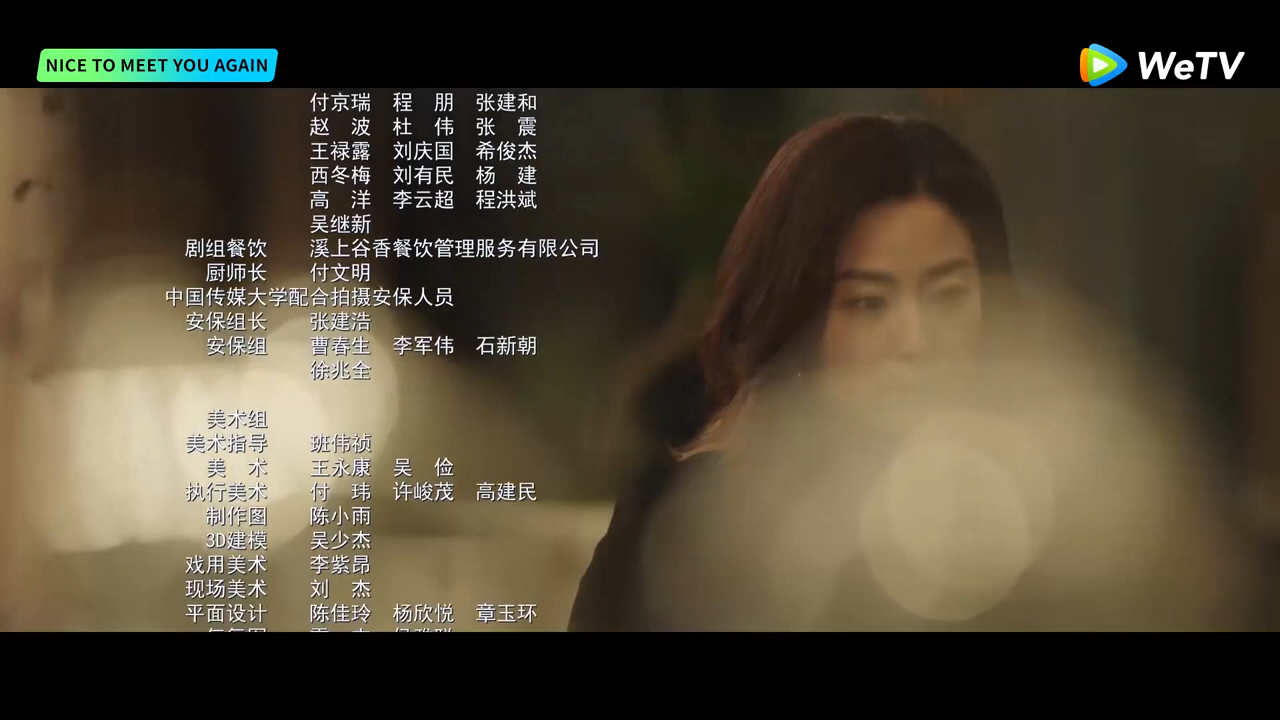 NICE TO MEET YOU AGAIN
WeTV
付京瑞 程 朋 张建和
赵 波 杜 伟 张 震
王禄露 刘庆国 希俊杰
西冬梅 刘有民 杨 建
高 洋 李云超 程洪斌
吴继新
剧组餐饮 溪上谷香餐饮管理服务有限公司
厨师长 付文明
中国传媒大学配合拍摄安保人员
安保组长 张建浩
安保组 曹春生 李军伟 石新朝
徐兆全
美术组
美术指导 班伟祯
美 术 王永康 吴 俭
执行美术 付 玮 许峻茂 高建民
制作图 陈小雨
3D建模 吴少杰
戏用美术 李紫昂
现场美术 刘 杰
平面设计 陈佳玲 杨欣悦 章玉环